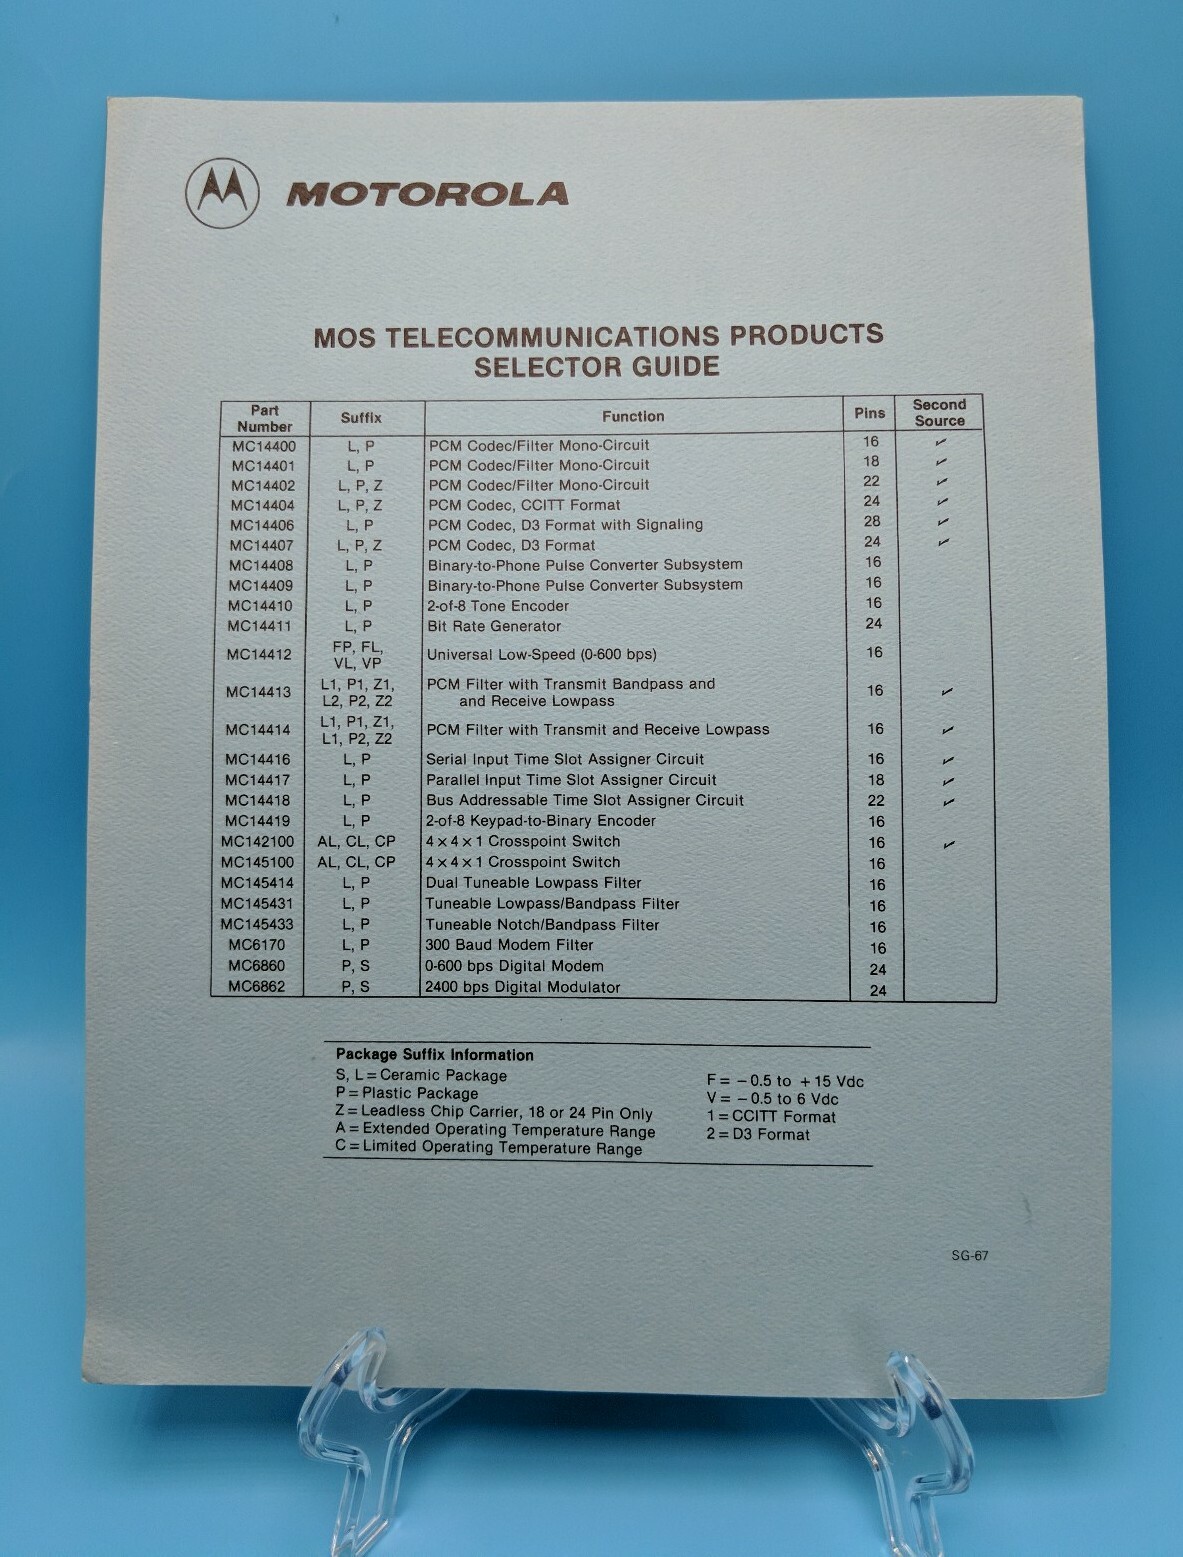 MOTOROLA
MOS TELECOMMUNICATIONS PRODUCTS
SELECTOR GUIDE
Part Number Suffix Function Pins Second Source
MC14400 L, P PCM Codec/Filter Mono-Circuit 16 ✓
MC14401 L, P PCM Codec/Filter Mono-Circuit 18 ✓
MC14402 L, P, Z PCM Codec/Filter Mono-Circuit 22 ✓
MC14404 L, P, Z PCM Codec, CCITT Format 24 ✓
MC14406 L, P PCM Codec, D3 Format with Signaling 28 ✓
MC14407 L, P, Z PCM Codec, D3 Format 24 ✓
MC14408 L, P Binary-to-Phone Pulse Converter Subsystem 16
MC14409 L, P Binary-to-Phone Pulse Converter Subsystem 16
MC14410 L, P 2-of-8 Tone Encoder 16
MC14411 L, P Bit Rate Generator 24
MC14412 FP, FL, VL, VP Universal Low-Speed (0-600 bps) 16
MC14413 L1, P1, Z1, L2, P2, Z2 PCM Filter with Transmit Bandpass and and Receive Lowpass 16 ✓
MC14414 L1, P1, Z1, L1, P2, Z2 PCM Filter with Transmit and Receive Lowpass 16 ✓
MC14416 L, P Serial Input Time Slot Assigner Circuit 16 ✓
MC14417 L, P Parallel Input Time Slot Assigner Circuit 18 ✓
MC14418 L, P Bus Addressable Time Slot Assigner Circuit 22 ✓
MC14419 L, P 2-of-8 Keypad-to-Binary Encoder 16
MC142100 AL, CL, CP 4 x 4 x 1 Crosspoint Switch 16 ✓
MC145100 AL, CL, CP 4 x 4 x 1 Crosspoint Switch 16
MC145414 L, P Dual Tuneable Lowpass Filter 16
MC145431 L, P Tuneable Lowpass/Bandpass Filter 16
MC145433 L, P Tuneable Notch/Bandpass Filter 16
MC6170 L, P 300 Baud Modem Filter 16
MC6860 P, S 0-600 bps Digital Modem 24
MC6862 P, S 2400 bps Digital Modulator 24
Package Suffix Information
S, L = Ceramic Package
P = Plastic Package
Z = Leadless Chip Carrier, 18 or 24 Pin Only
A = Extended Operating Temperature Range
C = Limited Operating Temperature Range
F = – 0.5 to + 15 Vdc
V = – 0.5 to 6 Vdc
1 = CCITT Format
2 = D3 Format
SG-67